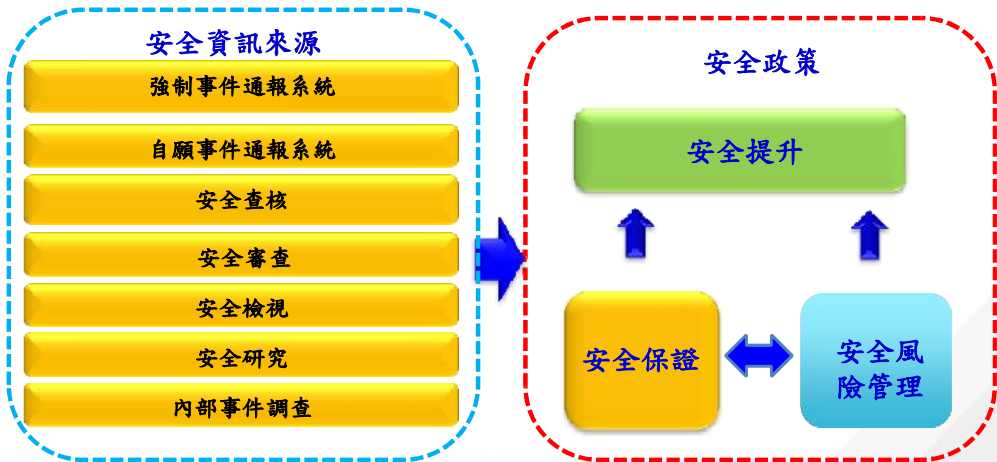 安全資訊來源
強制事件通報系統
自願事件通報系統
安全查核
安全審查
安全檢視
安全研究
內部事件調查
安全政策
安全提升
安全保證
安全風
險管理